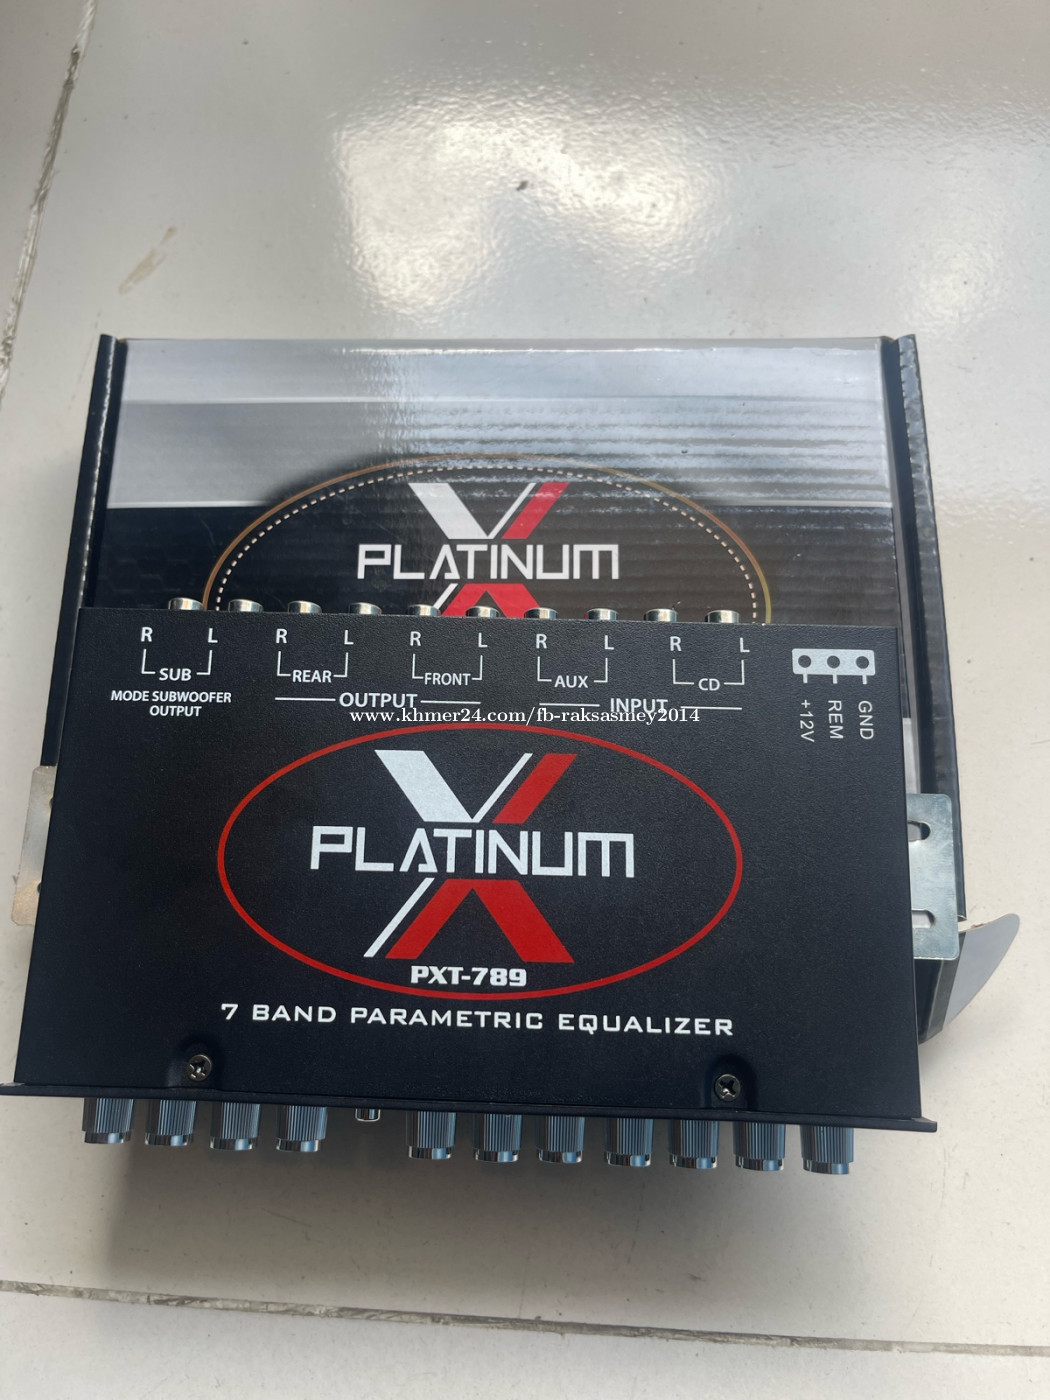 PLATINUM
R L R L R L R L R L
SUB REAR FRONT AUX CD
MODE SUBWOOFER
OUTPUT
OUTPUT INPUT
+12V REM GND
www.khmer24.com/fb-raksasmey2014
PLATINUM
PXT-789
7 BAND PARAMETRIC EQUALIZER